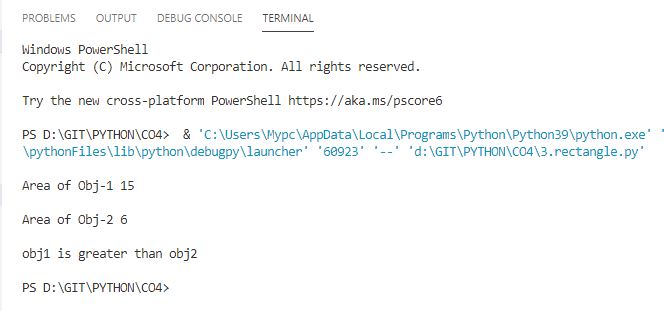 PROBLEMS OUTPUT DEBUG CONSOLE TERMINAL
Windows PowerShell
Copyright (C) Microsoft Corporation. All rights reserved.
Try the new cross-platform PowerShell https://aka.ms/pscore6
PS D:\GIT\PYTHON\CO4>  & 'C:\Users\Mypc\AppData\Local\Programs\Python\Python39\python.exe' '
\pythonFiles\lib\python\debugpy\launcher' '60923' '--' 'd:\GIT\PYTHON\CO4\3.rectangle.py'
Area of Obj-1 15
Area of Obj-2 6
obj1 is greater than obj2
PS D:\GIT\PYTHON\CO4>